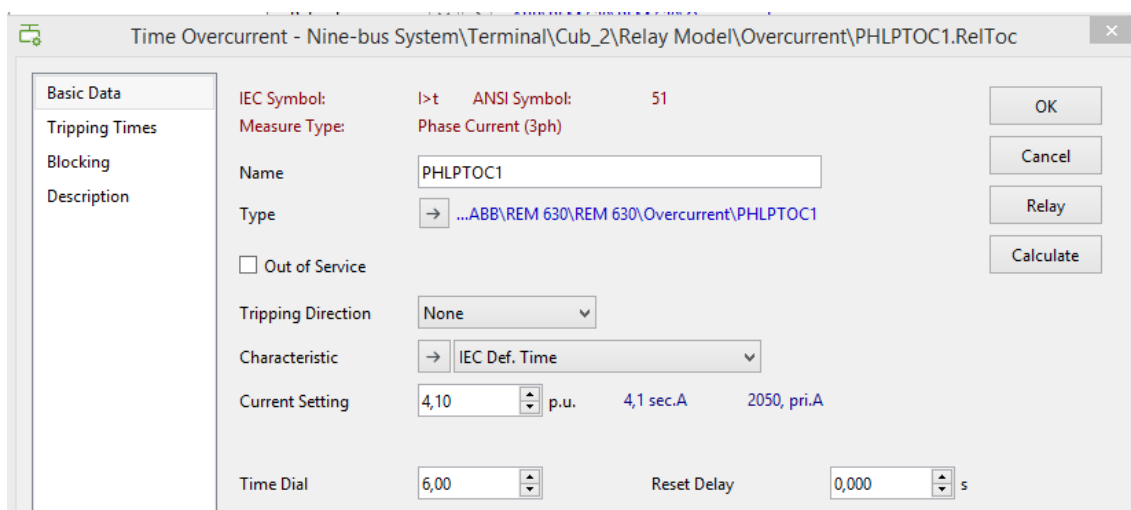 Time Overcurrent - Nine-bus System\Terminal\Cub_2\Relay Model\Overcurrent\PHLPTOC1.RelToc
Basic Data
Tripping Times
Blocking
Description
IEC Symbol: I>t ANSI Symbol: 51
Measure Type: Phase Current (3ph)
Name PHLPTOC1
Type ...ABB\REM 630\REM 630\Overcurrent\PHLPTOC1
Out of Service
Tripping Direction None
Characteristic IEC Def. Time
Current Setting 4,10 p.u. 4,1 sec.A 2050, pri.A
Time Dial 6,00 Reset Delay 0,000 s
OK
Cancel
Relay
Calculate